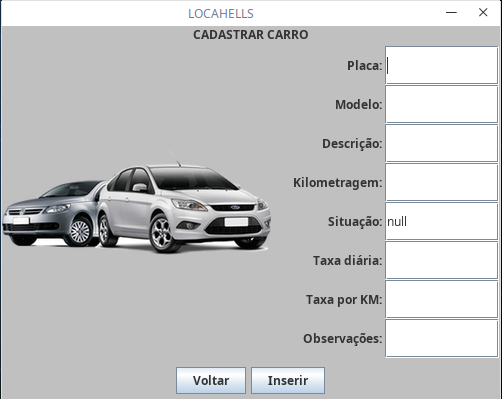 LOCAHELLS
CADASTRAR CARRO
Placa:
Modelo:
Descrição:
Kilometragem:
Situação: null
Taxa diária:
Taxa por KM:
Observações:
Voltar Inserir